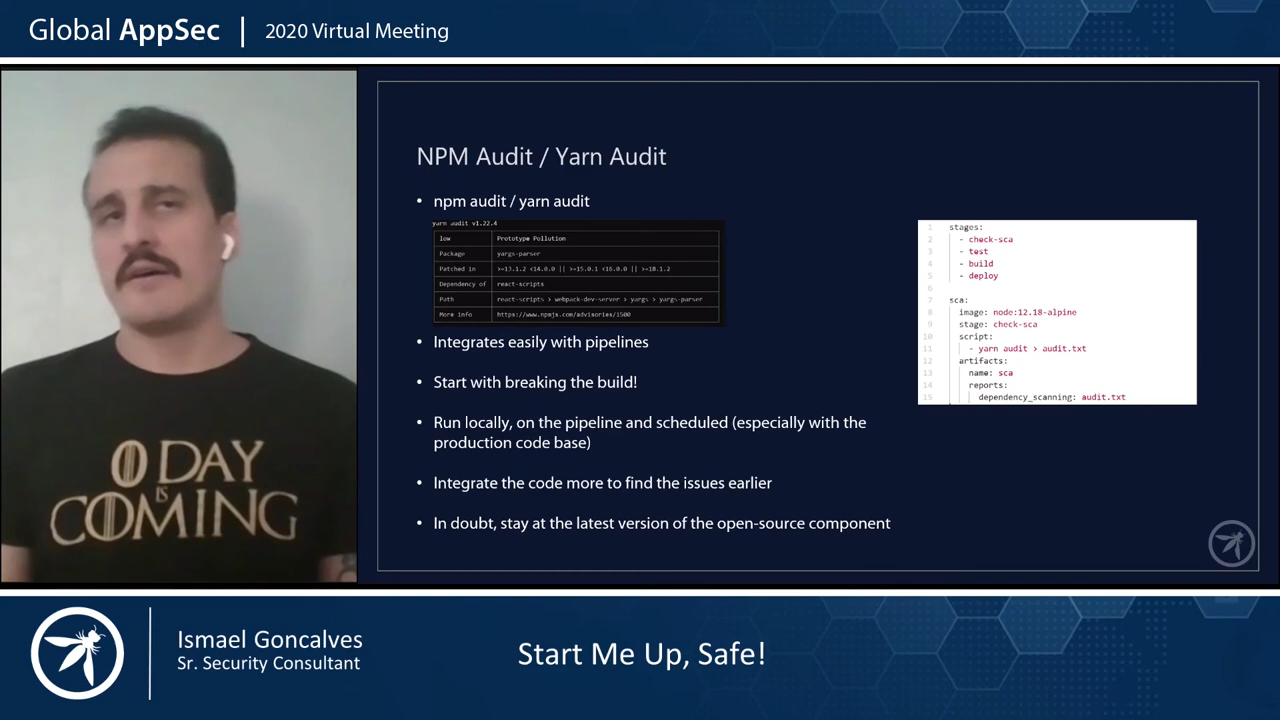 Global AppSec | 2020 Virtual Meeting
0 DAY
IS
COMING
NPM Audit / Yarn Audit
• npm audit / yarn audit
yarn audit v1.22.4
low Prototype Pollution
Package yargs-parser
Patched in >=13.1.2 <14.0.0 || >=15.0.1 <16.0.0 || >=18.1.2
Dependency of react-scripts
Path react-scripts > webpack-dev-server > yargs > yargs-parser
More info https://www.npmjs.com/advisories/1500
• Integrates easily with pipelines
• Start with breaking the build!
• Run locally, on the pipeline and scheduled (especially with the
production code base)
• Integrate the code more to find the issues earlier
• In doubt, stay at the latest version of the open-source component
1 stages:
2 - check-sca
3 - test
4 - build
5 - deploy
6
7 sca:
8 image: node:12.18-alpine
9 stage: check-sca
10 script:
11 - yarn audit > audit.txt
12 artifacts:
13 name: sca
14 reports:
15 dependency_scanning: audit.txt
Ismael Goncalves
Sr. Security Consultant
Start Me Up, Safe!